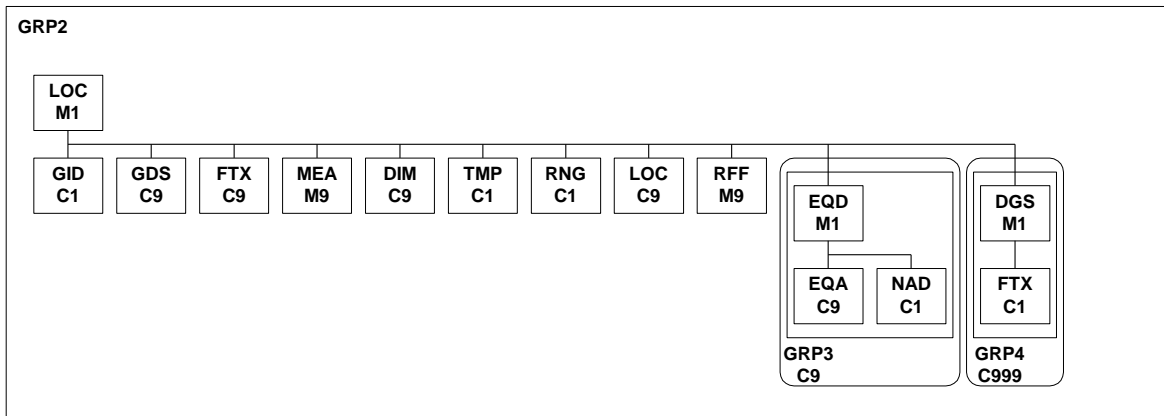 GRP2
LOC
M1
GID
C1
GDS
C9
FTX
C9
MEA
M9
DIM
C9
TMP
C1
RNG
C1
LOC
C9
RFF
M9
EQD
M1
DGS
M1
EQA
C9
NAD
C1
FTX
C1
GRP3
C9
GRP4
C999